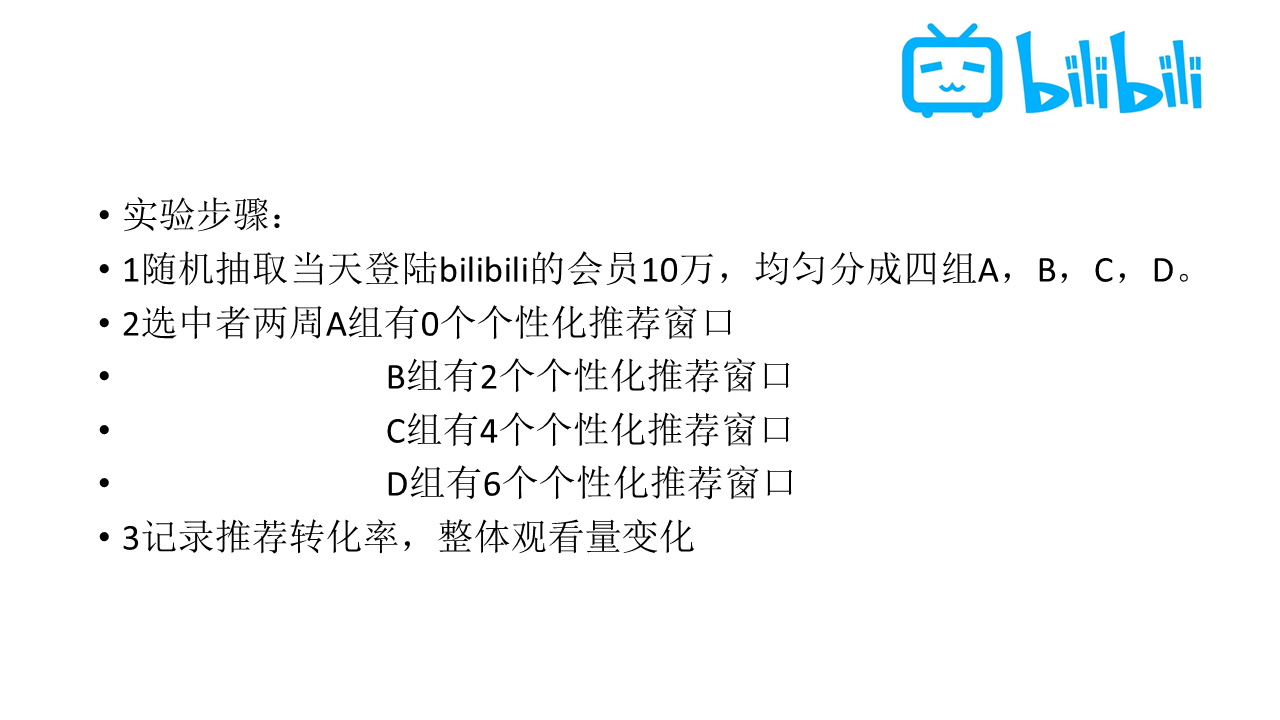 bilibili
• 实验步骤：
• 1随机抽取当天登陆bilibili的会员10万，均匀分成四组A，B，C，D。
• 2选中者两周A组有0个个性化推荐窗口
• B组有2个个性化推荐窗口
• C组有4个个性化推荐窗口
• D组有6个个性化推荐窗口
• 3记录推荐转化率，整体观看量变化